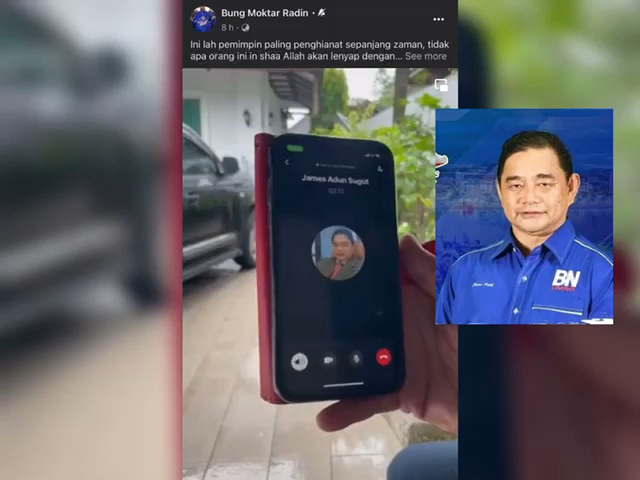 Bung Moktar Radin
8 h
Ini lah pemimpin paling penghianat sepanjang zaman, tidak
apa orang ini in shaa Allah akan lenyap dengan... See more
James Adun Sugut
02:12
BN